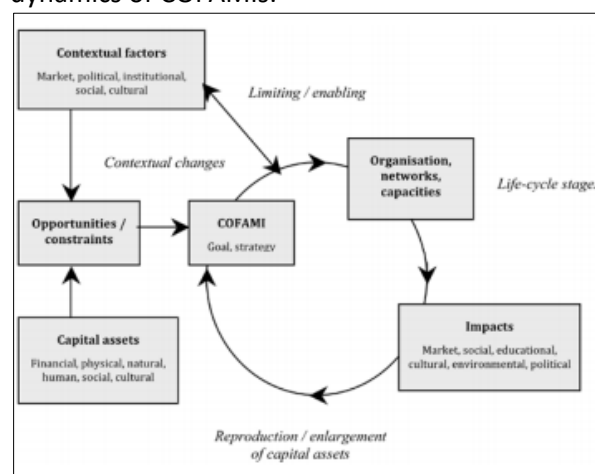 dynamics of COFAMIs.
Contextual factors
Market, political, institutional,
social, cultural
Limiting / enabling
Contextual changes
Organisation,
networks,
capacities
Life-cycle stages
Opportunities /
constraints
COFAMI
Goal, strategy
Capital assets
Financial, physical, natural,
human, social, cultural
Impacts
Market, social, educational,
cultural, environmental, political
Reproduction / enlargement
of capital assets